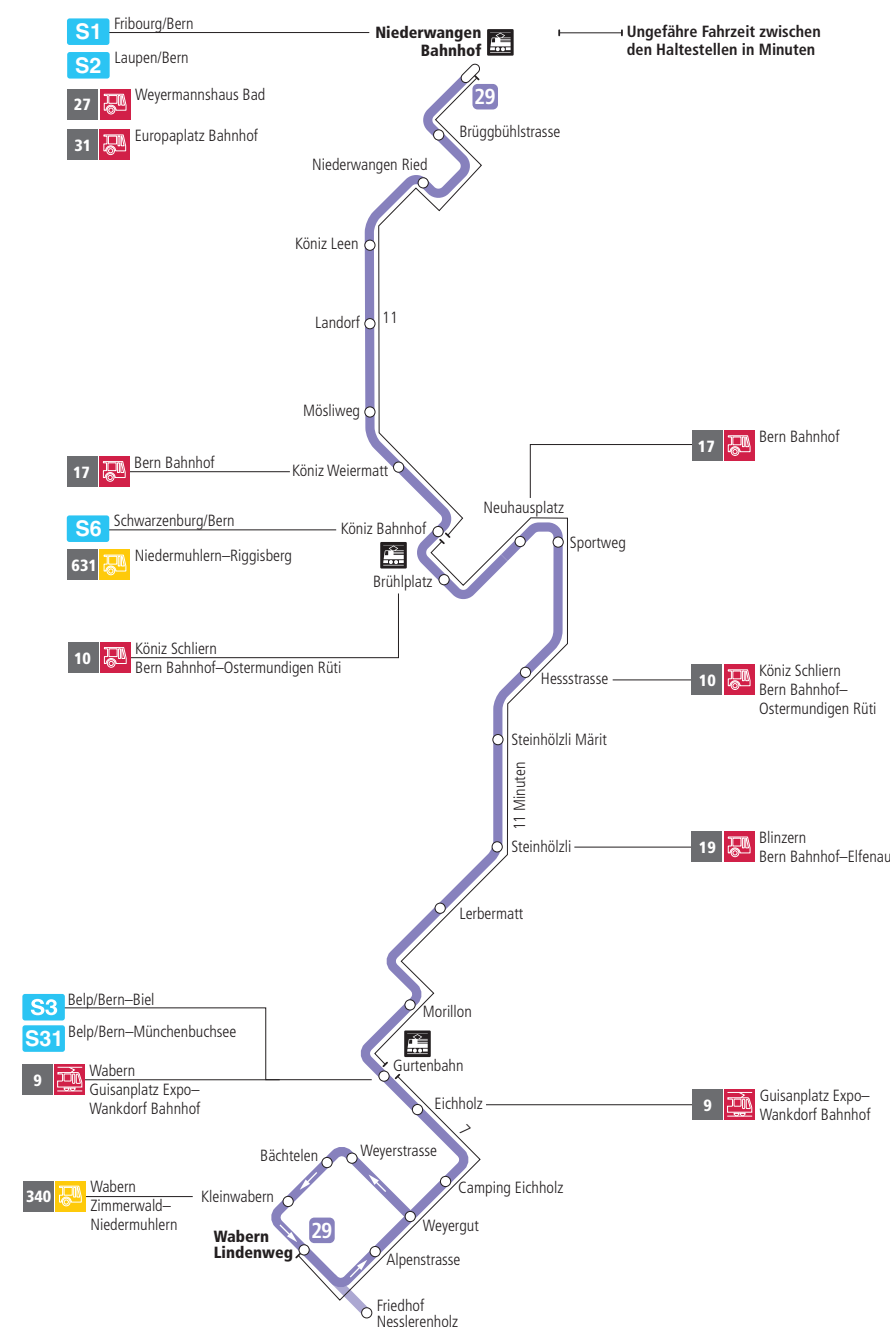 S1 Fribourg/Bern
S2 Laupen/Bern
27 Weyermannshaus Bad
31 Europaplatz Bahnhof
Niederwangen
Bahnhof
Ungefähre Fahrzeit zwischen
den Haltestellen in Minuten
29
Brüggbühlstrasse
Niederwangen Ried
Köniz Leen
Landorf
11
Mösliweg
17 Bern Bahnhof
Köniz Weiermatt
17 Bern Bahnhof
Neuhausplatz
S6 Schwarzenburg/Bern
Köniz Bahnhof
Sportweg
631 Niedermuhlern–Riggisberg
Brühlplatz
10 Köniz Schliern
Bern Bahnhof–Ostermundigen Rüti
Hessstrasse
10 Köniz Schliern
Bern Bahnhof–
Ostermundigen Rüti
Steinhölzli Märit
11 Minuten
Steinhölzli
19 Blinzern
Bern Bahnhof–Elfenau
Lerbermatt
S3 Belp/Bern–Biel
S31 Belp/Bern–Münchenbuchsee
Morillon
9 Wabern
Guisanplatz Expo–
Wankdorf Bahnhof
Gurtenbahn
Eichholz
9 Guisanplatz Expo–
Wankdorf Bahnhof
7
Bächtelen
Weyerstrasse
Camping Eichholz
340 Wabern
Zimmerwald–
Niedermuhlern
Kleinwabern
Weyergut
Wabern
Lindenweg
29
Alpenstrasse
Friedhof
Nesslerenholz